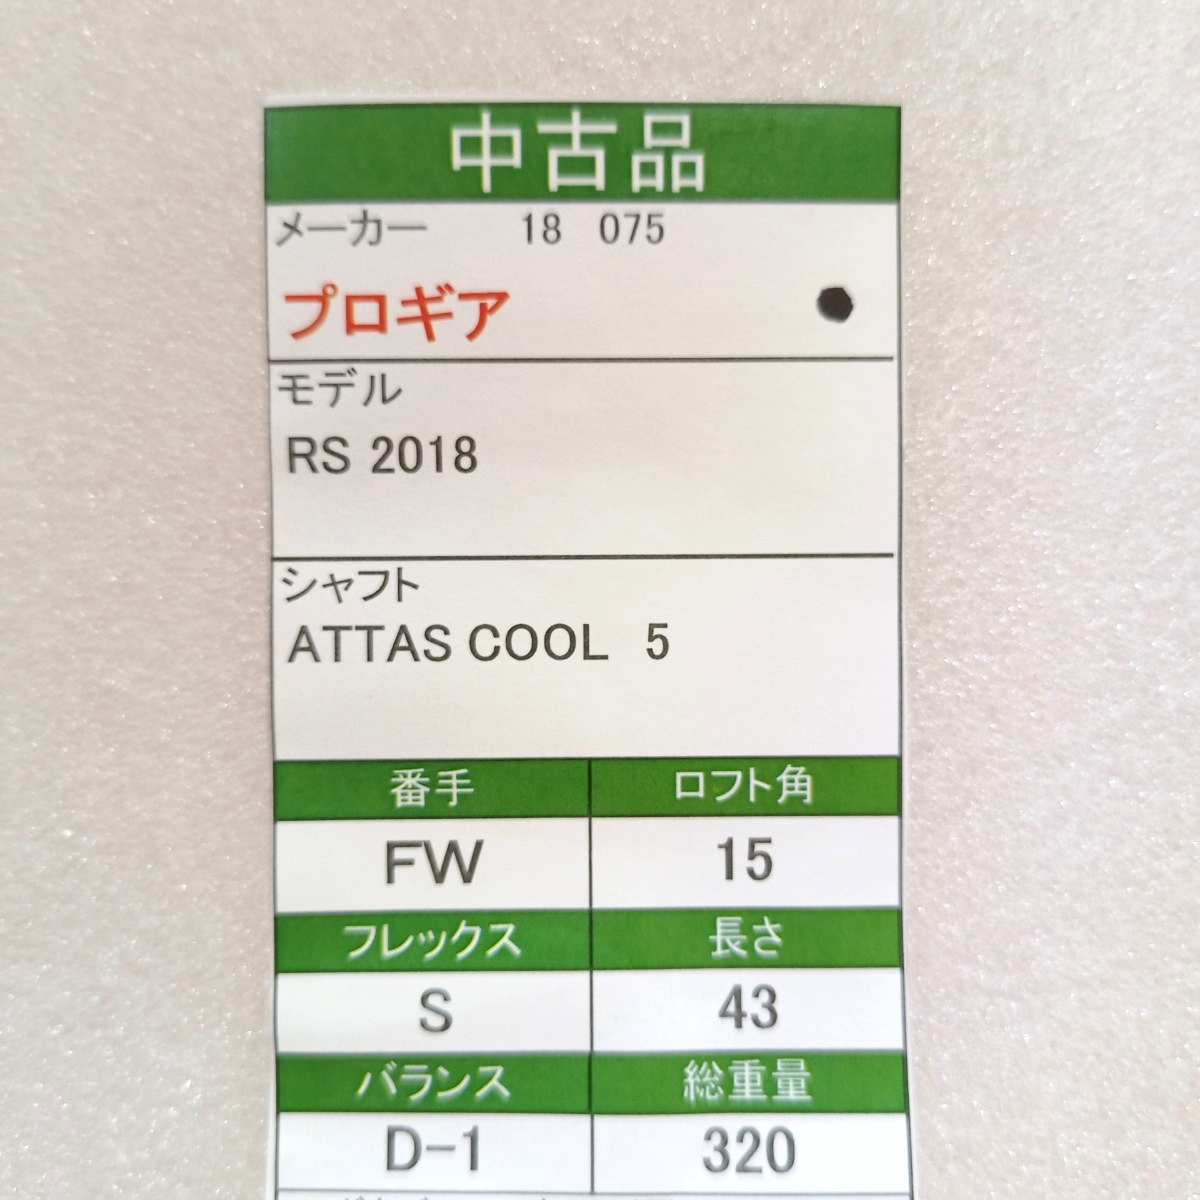 中古品
メーカー 18 075
プロギア
モデル
RS 2018
シャフト
ATTAS COOL 5
番手 ロフト角
FW 15
フレックス 長さ
S 43
バランス 総重量
D-1 320